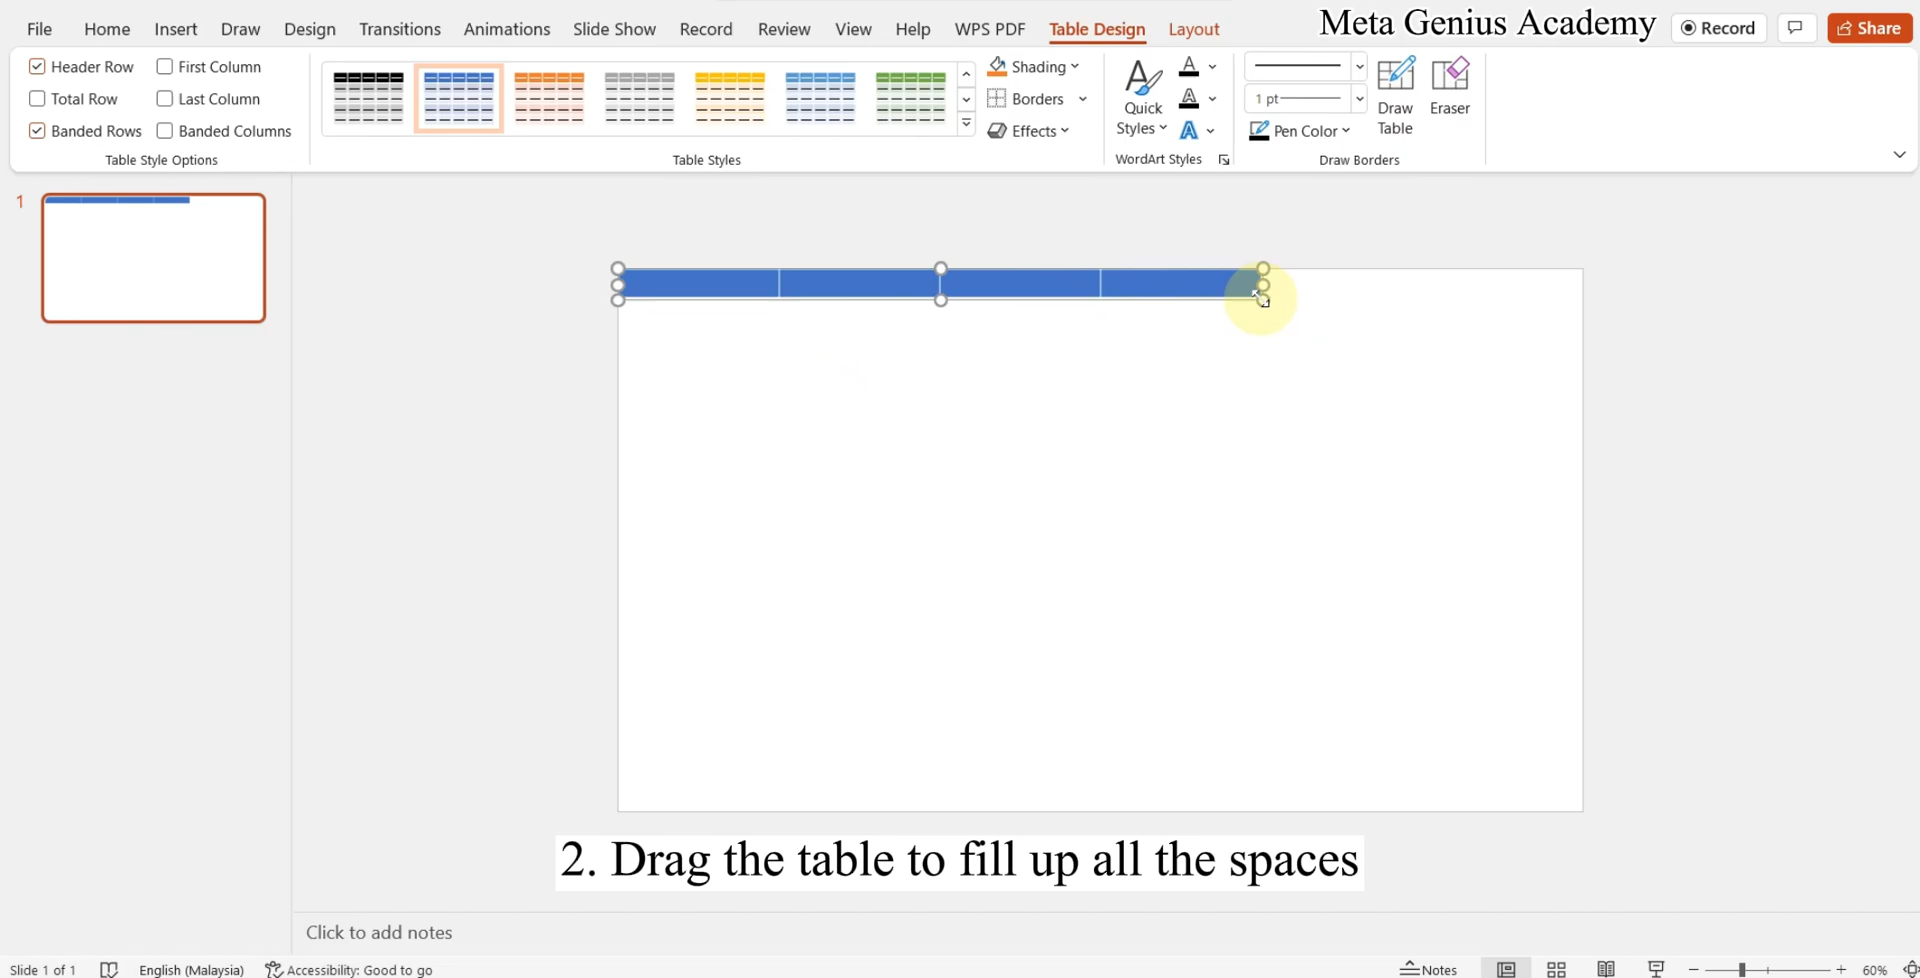 File Home Insert Draw Design Transitions Animations Slide Show Record Review View Help WPS PDF Table Design Layout Meta Genius Academy Record Share
Header Row First Column
Total Row Last Column
Banded Rows Banded Columns
Table Style Options
Table Styles
Shading
Borders
Effects
Quick
Styles
A
A
A
WordArt Styles
1 pt
Pen Color
Draw
Table
Eraser
Draw Borders
1
2. Drag the table to fill up all the spaces
Click to add notes
Slide 1 of 1 English (Malaysia) Accessibility: Good to go Notes 60%